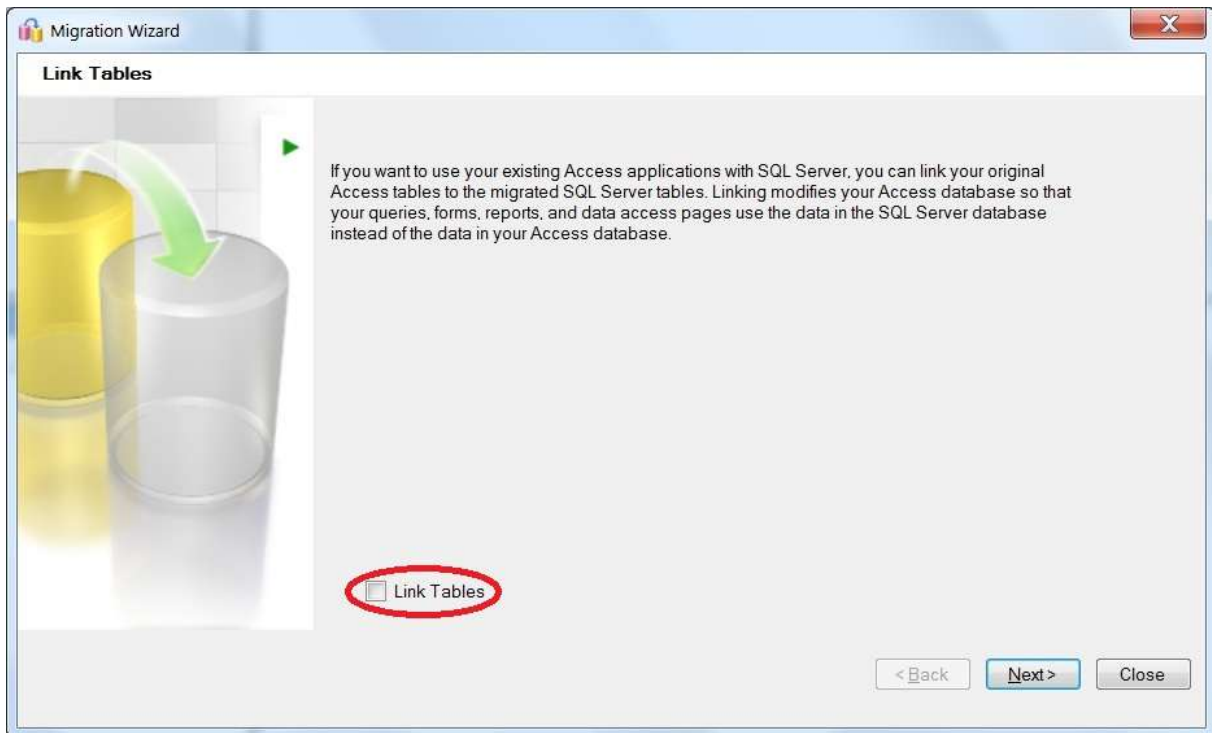 Migration Wizard
Link Tables
If you want to use your existing Access applications with SQL Server, you can link your original
Access tables to the migrated SQL Server tables. Linking modifies your Access database so that
your queries, forms, reports, and data access pages use the data in the SQL Server database
instead of the data in your Access database.
Link Tables
< Back Next > Close